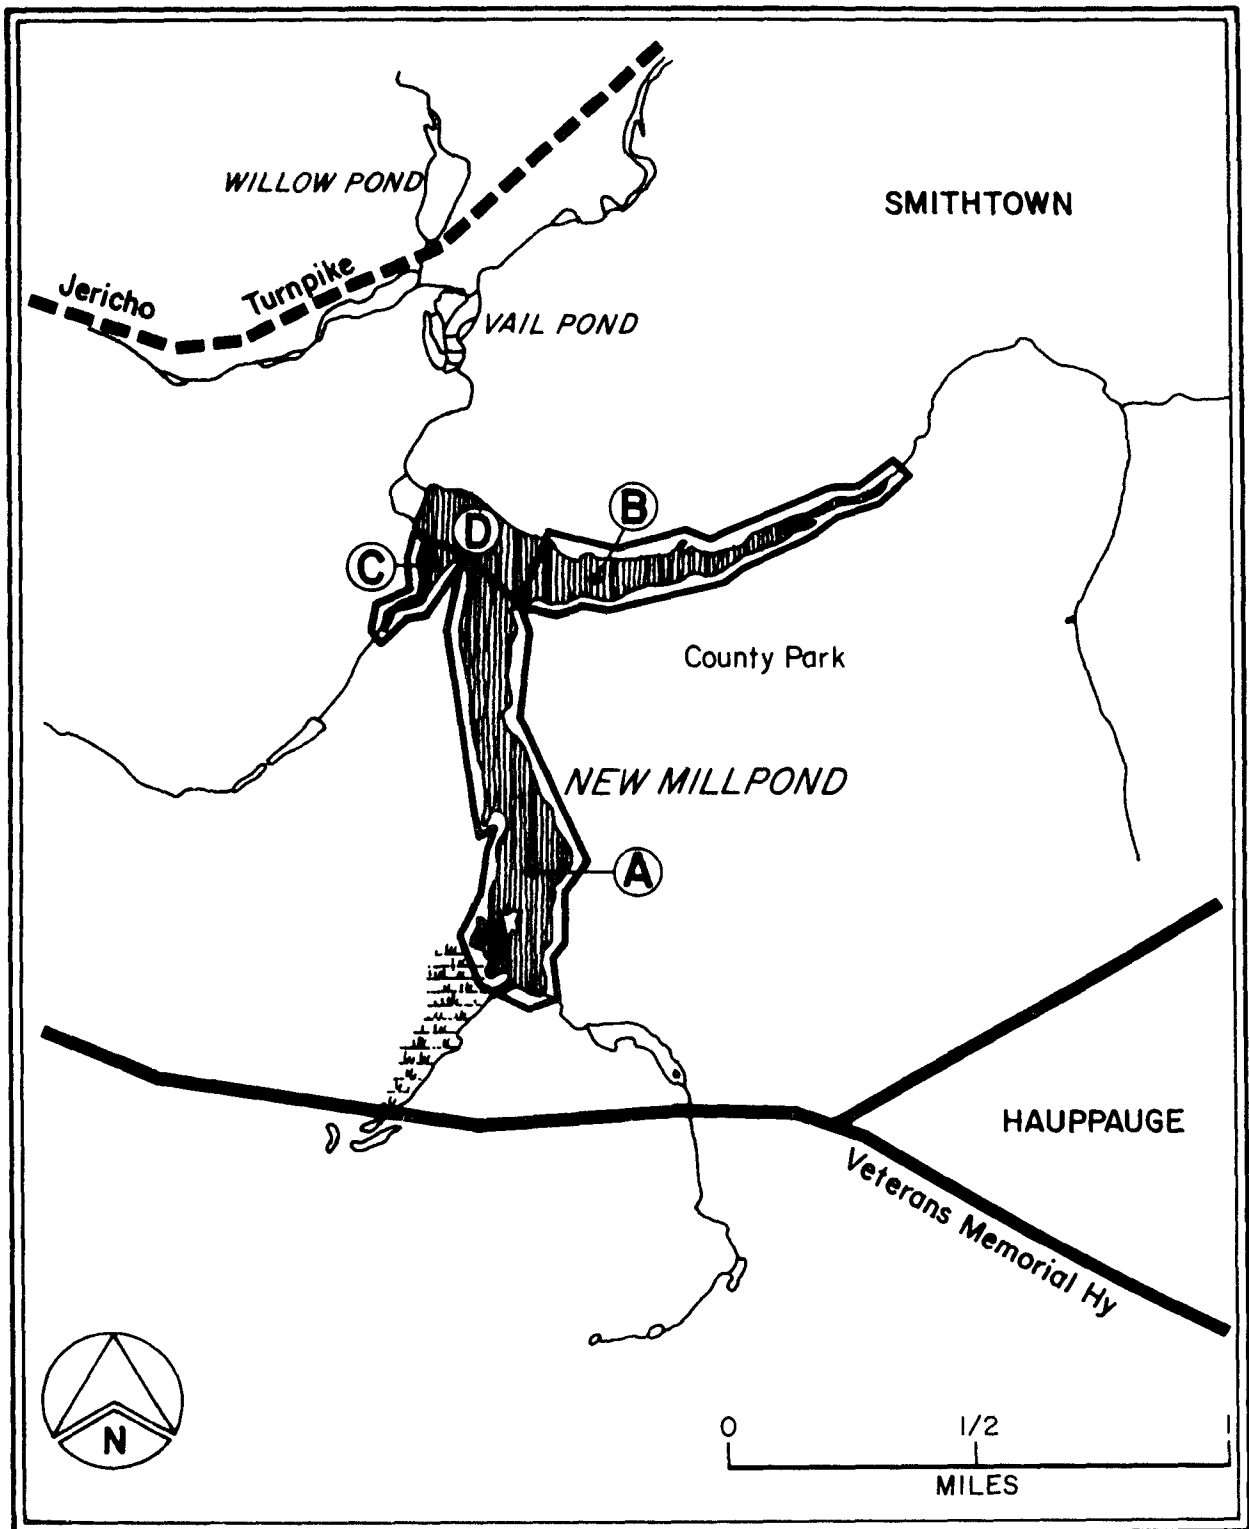 WILLOW POND
SMITHTOWN
Jericho Turnpike
VAIL POND
B
D
C
County Park
NEW MILLPOND
A
HAUPPAUGE
Veterans Memorial Hy
N
0 1/2 1
MILES